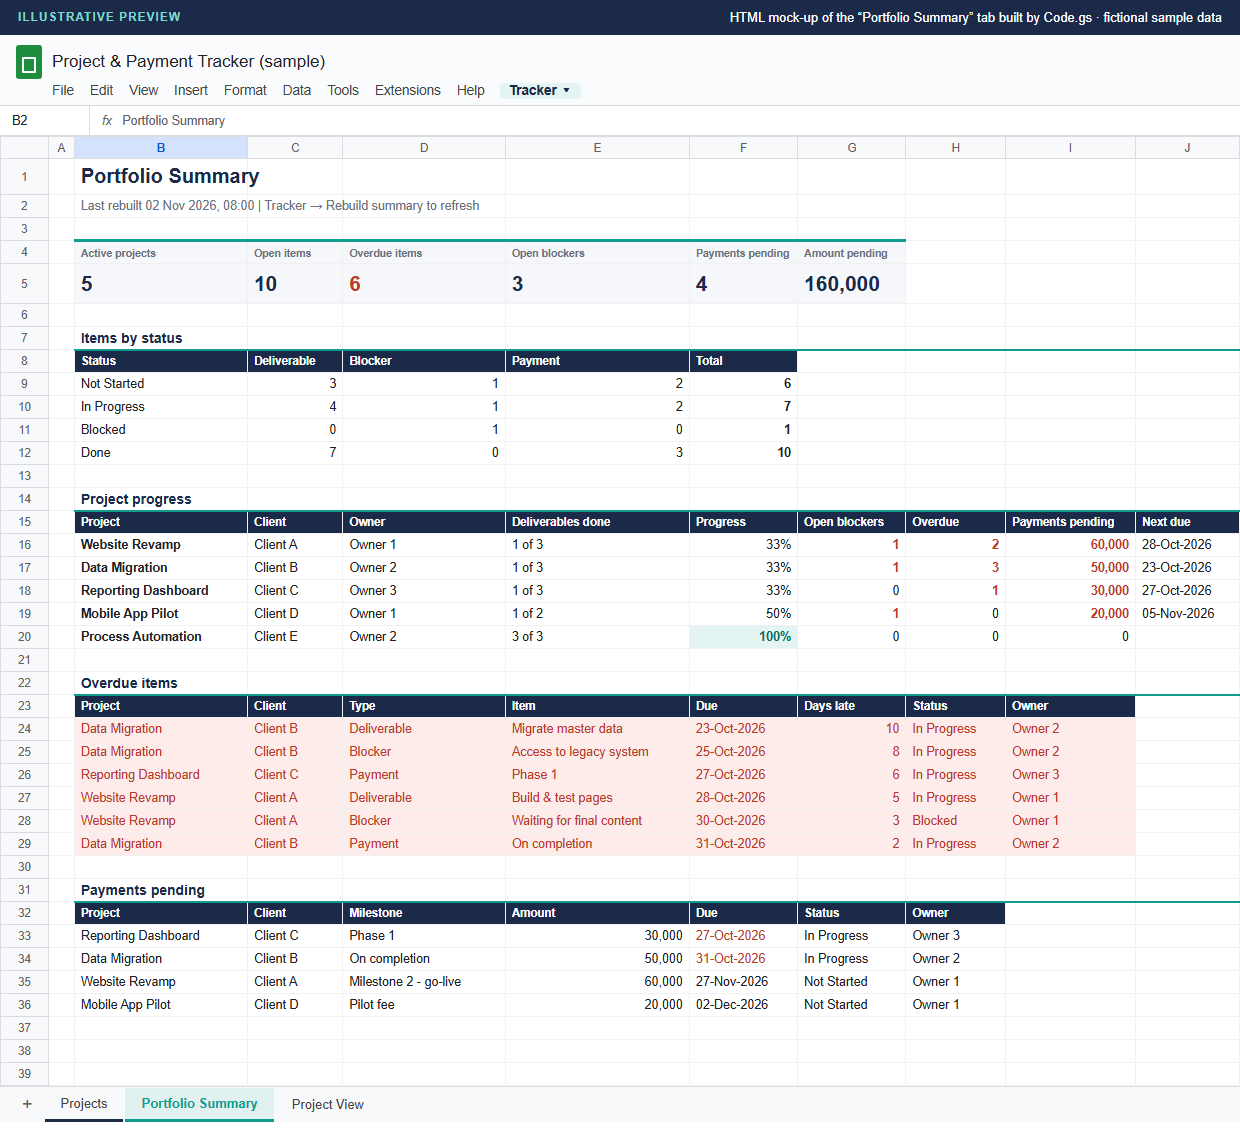 ILLUSTRATIVE PREVIEW
HTML mock-up of the “Portfolio Summary” tab built by Code.gs · fictional sample data
Project & Payment Tracker (sample)
File Edit View Insert Format Data Tools Extensions Help Tracker ▼
B2 fx Portfolio Summary
A B C D E F G H I J
1 Portfolio Summary
2 Last rebuilt 02 Nov 2026, 08:00 | Tracker → Rebuild summary to refresh
3
4 Active projects Open items Overdue items Open blockers Payments pending Amount pending
5 5 10 6 3 4 160,000
6
7 Items by status
8 Status Deliverable Blocker Payment Total
9 Not Started 3 1 2 6
10 In Progress 4 1 2 7
11 Blocked 0 1 0 1
12 Done 7 0 3 10
13
14 Project progress
15 Project Client Owner Deliverables done Progress Open blockers Overdue Payments pending Next due
16 Website Revamp Client A Owner 1 1 of 3 33% 1 2 60,000 28-Oct-2026
17 Data Migration Client B Owner 2 1 of 3 33% 1 3 50,000 23-Oct-2026
18 Reporting Dashboard Client C Owner 3 1 of 3 33% 0 1 30,000 27-Oct-2026
19 Mobile App Pilot Client D Owner 1 1 of 2 50% 1 0 20,000 05-Nov-2026
20 Process Automation Client E Owner 2 3 of 3 100% 0 0 0
21
22 Overdue items
23 Project Client Type Item Due Days late Status Owner
24 Data Migration Client B Deliverable Migrate master data 23-Oct-2026 10 In Progress Owner 2
25 Data Migration Client B Blocker Access to legacy system 25-Oct-2026 8 In Progress Owner 2
26 Reporting Dashboard Client C Payment Phase 1 27-Oct-2026 6 In Progress Owner 3
27 Website Revamp Client A Deliverable Build & test pages 28-Oct-2026 5 In Progress Owner 1
28 Website Revamp Client A Blocker Waiting for final content 30-Oct-2026 3 Blocked Owner 1
29 Data Migration Client B Payment On completion 31-Oct-2026 2 In Progress Owner 2
30
31 Payments pending
32 Project Client Milestone Amount Due Status Owner
33 Reporting Dashboard Client C Phase 1 30,000 27-Oct-2026 In Progress Owner 3
34 Data Migration Client B On completion 50,000 31-Oct-2026 In Progress Owner 2
35 Website Revamp Client A Milestone 2 - go-live 60,000 27-Nov-2026 Not Started Owner 1
36 Mobile App Pilot Client D Pilot fee 20,000 02-Dec-2026 Not Started Owner 1
37
38
39
+ Projects Portfolio Summary Project View